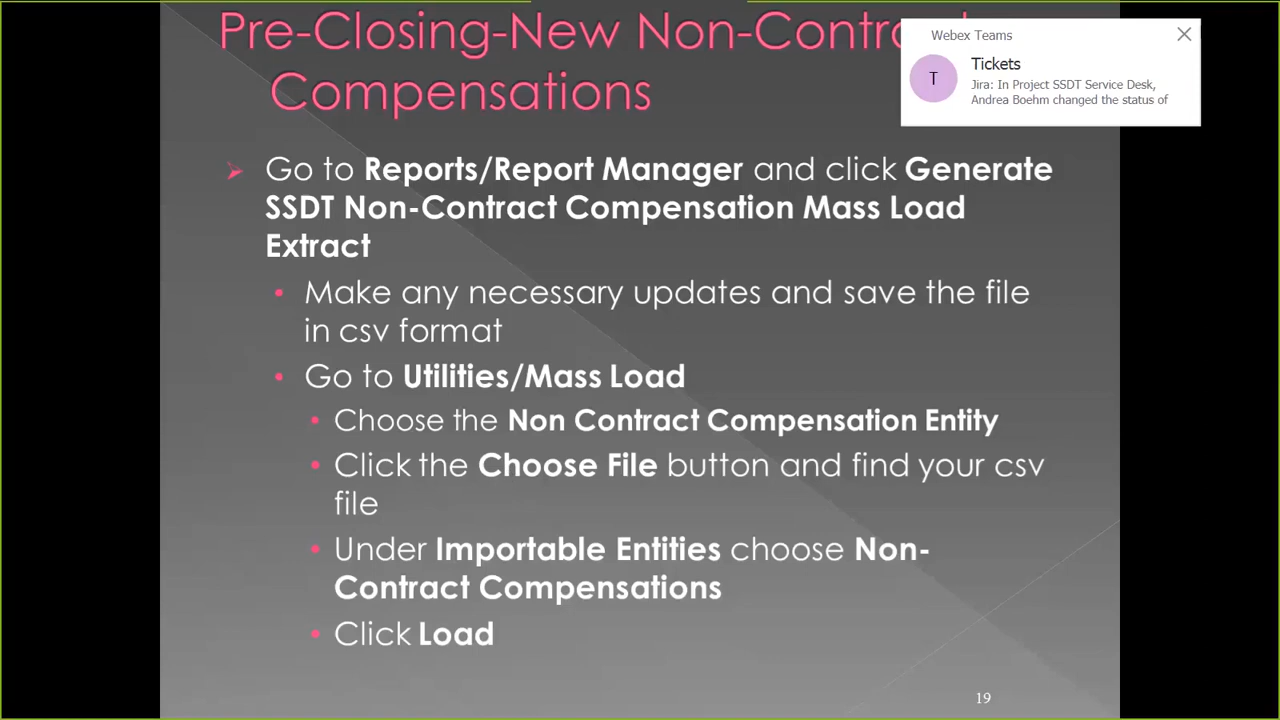 Pre-Closing-New Non-Contra
Compensations
Webex Teams
T
Tickets
Jira: In Project SSDT Service Desk,
Andrea Boehm changed the status of
Go to Reports/Report Manager and click Generate
SSDT Non-Contract Compensation Mass Load
Extract
• Make any necessary updates and save the file
in csv format
• Go to Utilities/Mass Load
• Choose the Non Contract Compensation Entity
• Click the Choose File button and find your csv
file
• Under Importable Entities choose Non-
Contract Compensations
• Click Load
19